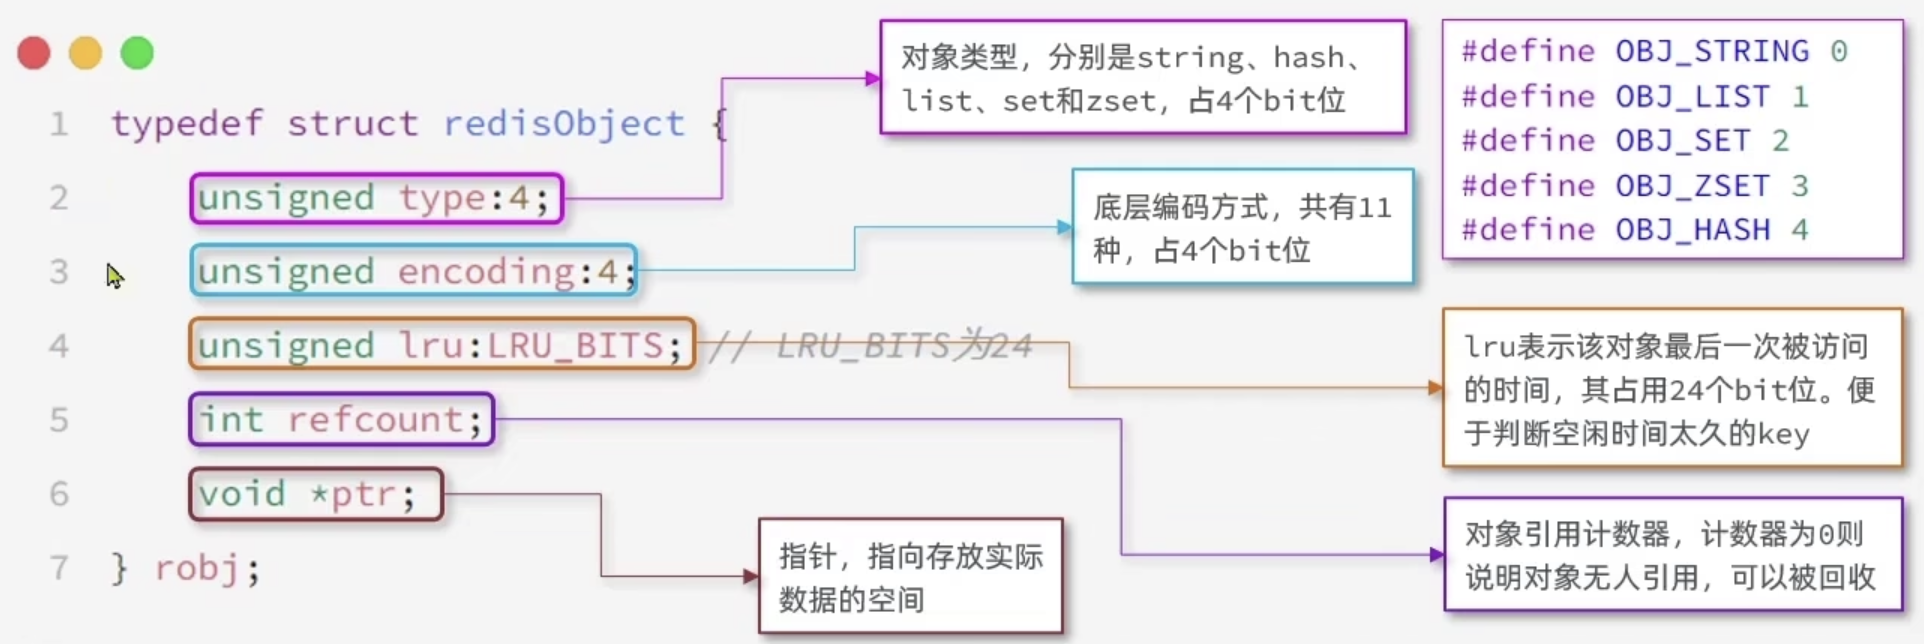 1 typedef struct redisObject {
2 unsigned type:4;
3 unsigned encoding:4;
4 unsigned lru:LRU_BITS; // LRU_BITS为24
5 int refcount;
6 void *ptr;
7 } robj;
对象类型，分别是string、hash、
list、set和zset，占4个bit位
#define OBJ_STRING 0
#define OBJ_LIST 1
#define OBJ_SET 2
#define OBJ_ZSET 3
#define OBJ_HASH 4
底层编码方式，共有11
种，占4个bit位
lru表示该对象最后一次被访问
的时间，其占用24个bit位。便
于判断空闲时间太久的key
对象引用计数器，计数器为0则
说明对象无人引用，可以被回收
指针，指向存放实际
数据的空间